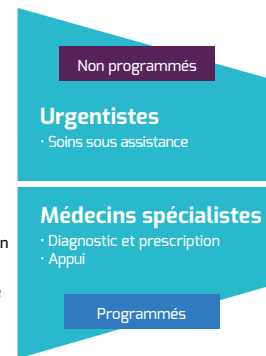 Non programmés
Urgentistes
· Soins sous assistance
Médecins spécialistes
n
· Diagnostic et prescription
· Appui
e
Programmés